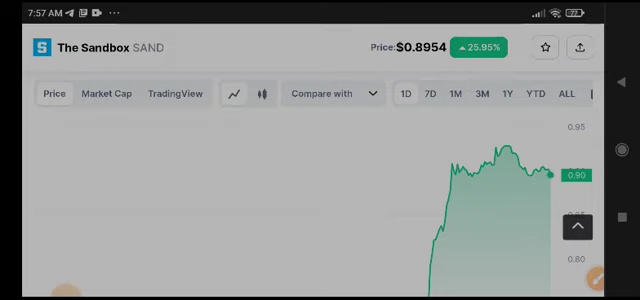 7:57 AM 77
S The Sandbox SAND Price: $0.8954 ▲ 25.95%
Price Market Cap TradingView Compare with 1D 7D 1M 3M 1Y YTD ALL
0.95
0.90
0.80